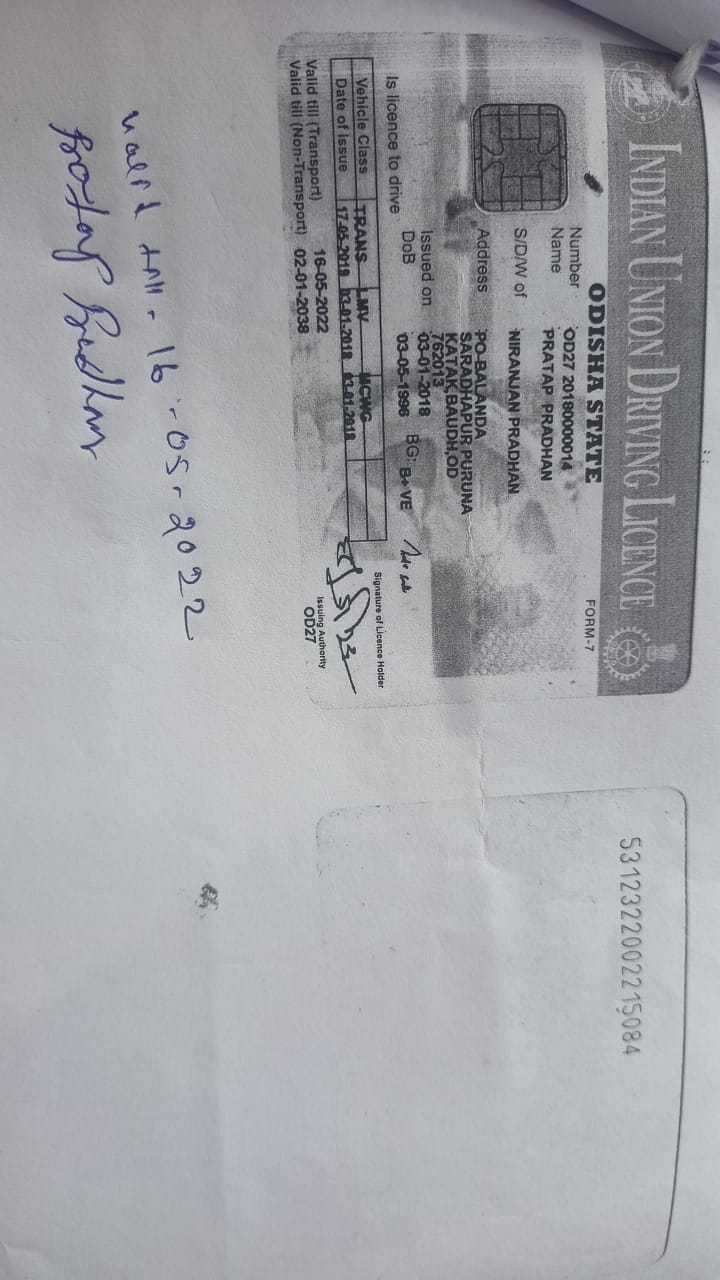 INDIAN UNION DRIVING LICENCE
ODISHA STATE
FORM-7
Number OD27 20180000014
Name PRATAP PRADHAN
S/D/W of NIRANJAN PRADHAN
Address PO-BALANDA
SARADHAPUR,PURUNA
KATAK,BAUDH,OD
762013
Issued on 03-01-2018
DoB 03-05-1996 BG: B+VE
Is licence to drive
Signature of Licence Holder
Vehicle Class TRANS LMV MCWG
Date of Issue 17-05-2019 03-01-2018 03-01-2018
Valid till (Transport) 16-05-2022
Valid till (Non-Transport) 02-01-2038
Issuing Authority
OD27
valid till - 16-05-2022
Pratap Pradhan
5312322002215084